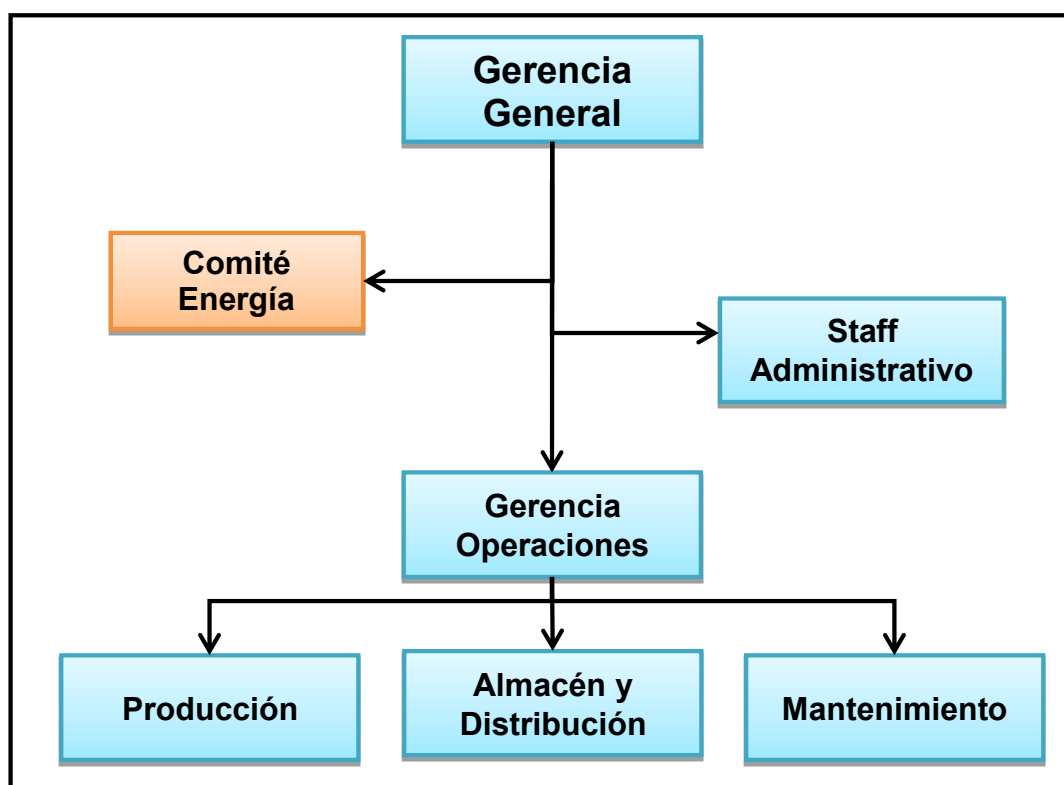 Gerencia
General
Comité
Energía
Staff
Administrativo
Gerencia
Operaciones
Producción
Almacén y
Distribución
Mantenimiento